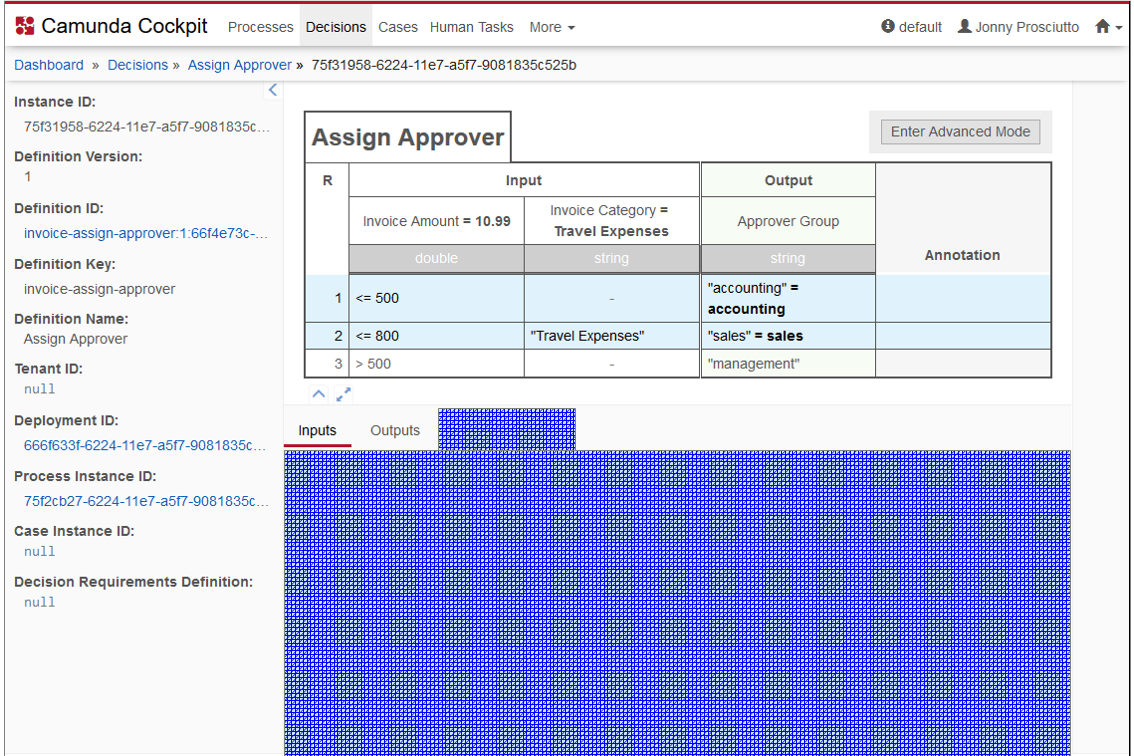 Camunda Cockpit Processes Decisions Cases Human Tasks More default Jonny Prosciutto
Dashboard » Decisions » Assign Approver » 75f31958-6224-11e7-a5f7-9081835c525b
Instance ID:
75f31958-6224-11e7-a5f7-9081835c...
Definition Version:
1
Definition ID:
invoice-assign-approver:1:66f4e73c-...
Definition Key:
invoice-assign-approver
Definition Name:
Assign Approver
Tenant ID:
null
Deployment ID:
666f633f-6224-11e7-a5f7-9081835c...
Process Instance ID:
75f2cb27-6224-11e7-a5f7-9081835c...
Case Instance ID:
null
Decision Requirements Definition:
null
Assign Approver
Enter Advanced Mode
R Input Output
Invoice Amount = 10.99
Invoice Category =
Travel Expenses
Approver Group
Annotation
double string string
1 <= 500 - "accounting" =
accounting
2 <= 800 "Travel Expenses" "sales" = sales
3 > 500 - "management"
Inputs Outputs